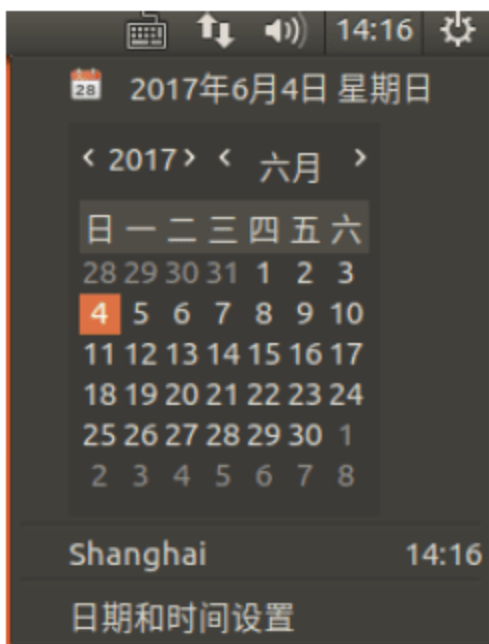 14:16
28 2017年6月4日 星期日
< 2017 > < 六月 >
日 一 二 三 四 五 六
28 29 30 31 1 2 3
4 5 6 7 8 9 10
11 12 13 14 15 16 17
18 19 20 21 22 23 24
25 26 27 28 29 30 1
2 3 4 5 6 7 8
Shanghai 14:16
日期和时间设置